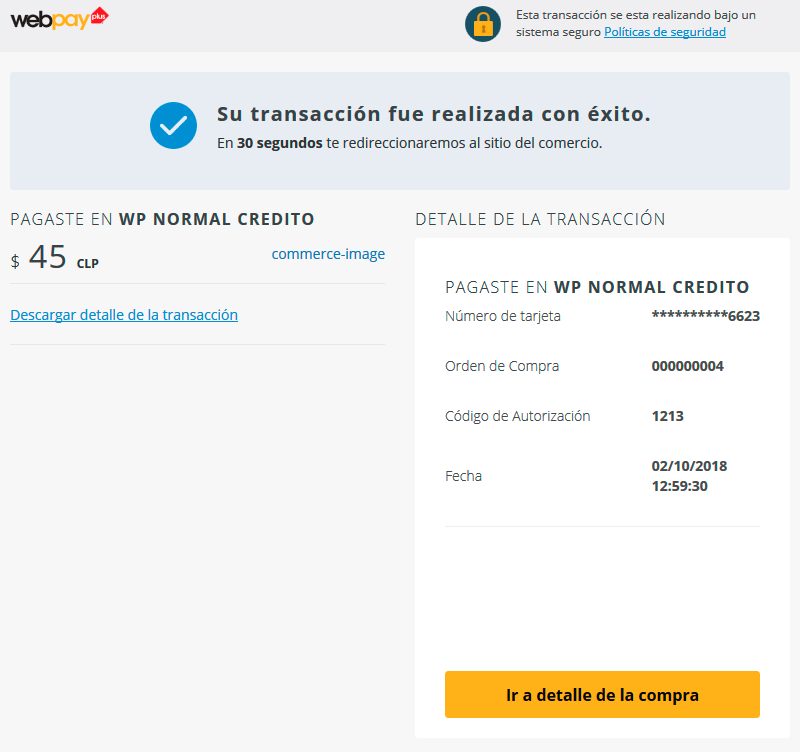 webpay plus
Esta transacción se esta realizando bajo un
sistema seguro Políticas de seguridad
Su transacción fue realizada con éxito.
En 30 segundos te redireccionaremos al sitio del comercio.
PAGASTE EN WP NORMAL CREDITO
$ 45 CLP
commerce-image
Descargar detalle de la transacción
DETALLE DE LA TRANSACCIÓN
PAGASTE EN WP NORMAL CREDITO
Número de tarjeta **********6623
Orden de Compra 000000004
Código de Autorización 1213
Fecha 02/10/2018
12:59:30
Ir a detalle de la compra